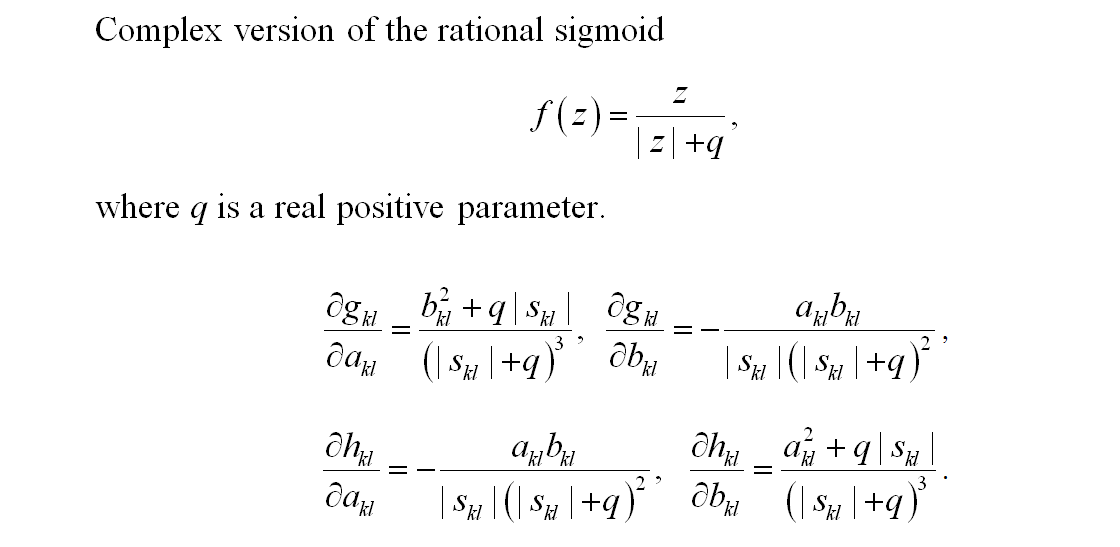 Complex version of the rational sigmoid
f(z) = z / (|z| + q),
where q is a real positive parameter.
∂g_kl/∂a_kl = (b_kl^2 + q|s_kl|) / (|s_kl| + q)^3, ∂g_kl/∂b_kl = − a_kl b_kl / (|s_kl|(|s_kl| + q)^2),
∂h_kl/∂a_kl = − a_kl b_kl / (|s_kl|(|s_kl| + q)^2), ∂h_kl/∂b_kl = (a_kl^2 + q|s_kl|) / (|s_kl| + q)^3.